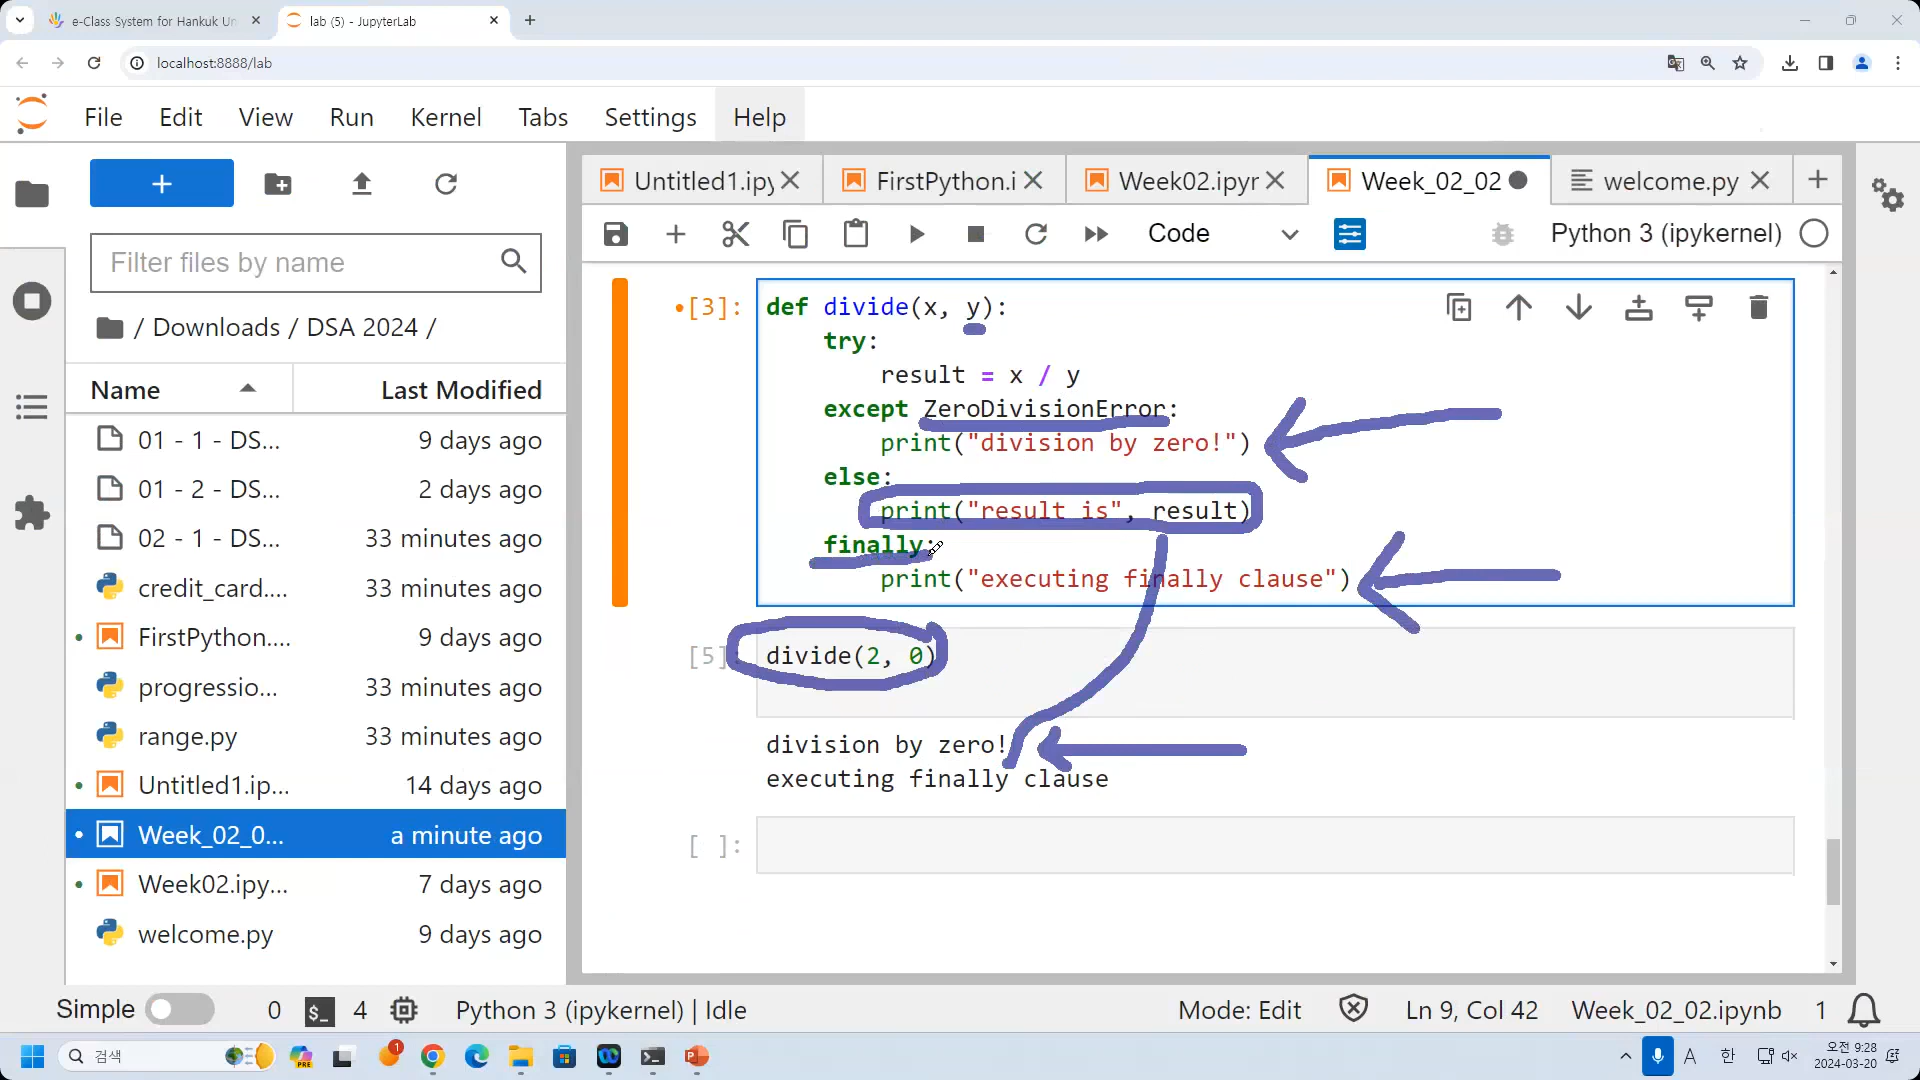 e-Class System for Hankuk Un
lab (5) - JupyterLab
localhost:8888/lab
File Edit View Run Kernel Tabs Settings Help
+
Filter files by name
/ Downloads / DSA 2024 /
Name Last Modified
01 - 1 - DS... 9 days ago
01 - 2 - DS... 2 days ago
02 - 1 - DS... 33 minutes ago
credit_card.... 33 minutes ago
FirstPython.... 9 days ago
progressio... 33 minutes ago
range.py 33 minutes ago
Untitled1.ip... 14 days ago
Week_02_0... a minute ago
Week02.ipy... 7 days ago
welcome.py 9 days ago
Untitled1.ipy FirstPython.i Week02.ipyr Week_02_02 welcome.py
Code Python 3 (ipykernel)
[3]: def divide(x, y):
try:
result = x / y
except ZeroDivisionError:
print("division by zero!")
else:
print("result is", result)
finally:
print("executing finally clause")
[5]: divide(2, 0)
division by zero!
executing finally clause
[ ]:
Simple 0 $_ 4 Python 3 (ipykernel) | Idle Mode: Edit Ln 9, Col 42 Week_02_02.ipynb 1
검색 PRE 1 A 한 오전 9:28
2024-03-20